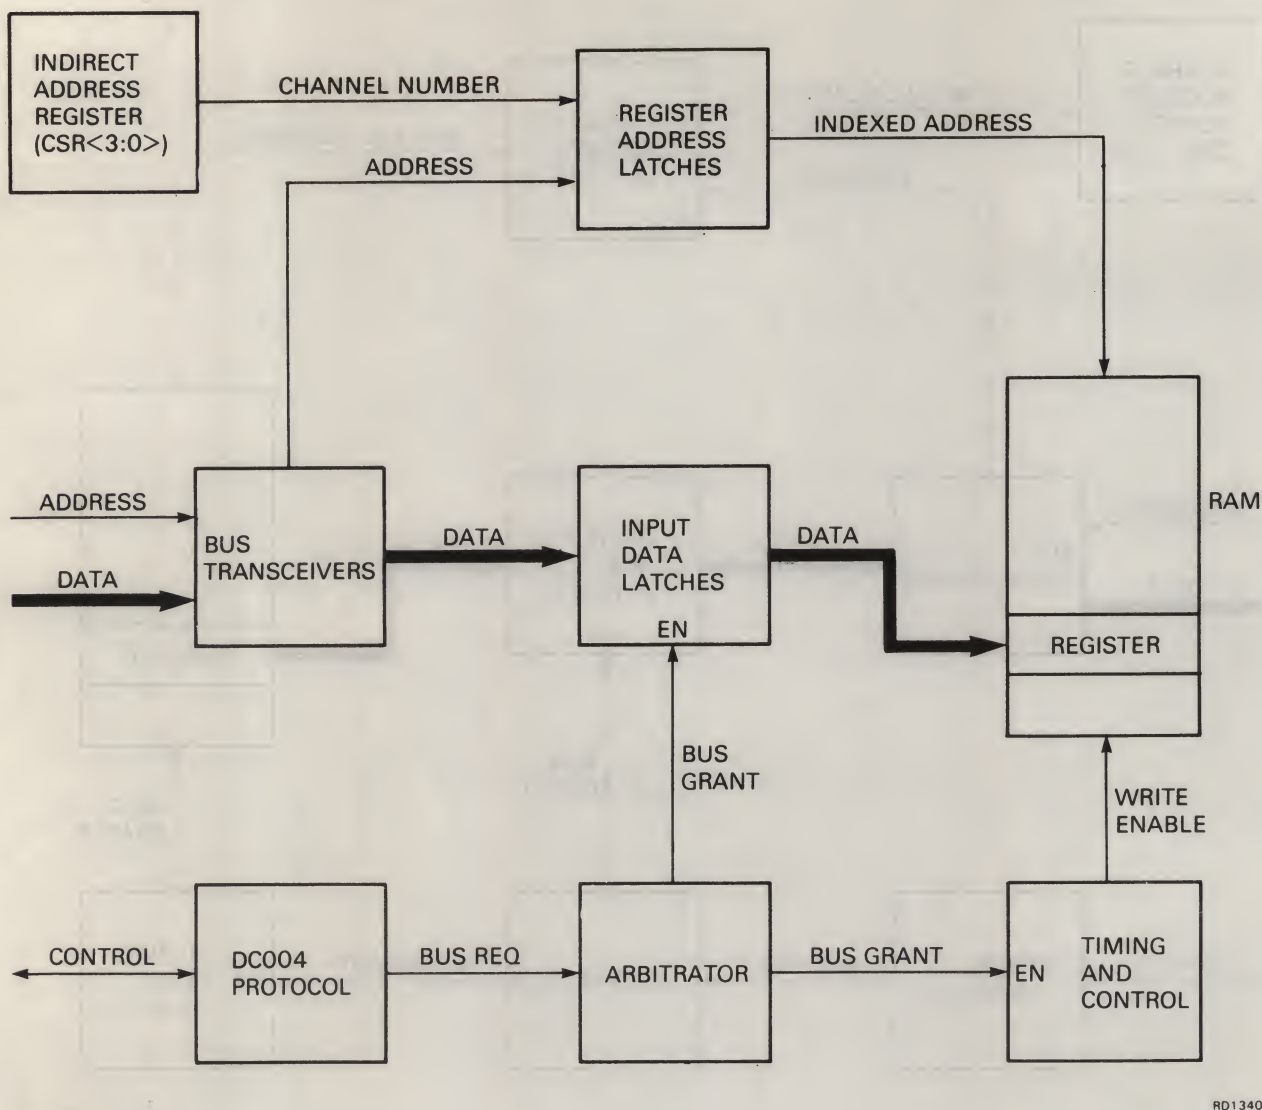 INDIRECT
ADDRESS
REGISTER
(CSR<3:0>)
CHANNEL NUMBER
ADDRESS
REGISTER
ADDRESS
LATCHES
INDEXED ADDRESS
ADDRESS
DATA
BUS
TRANSCEIVERS
DATA
INPUT
DATA
LATCHES
EN
DATA
RAM
REGISTER
BUS
GRANT
WRITE
ENABLE
CONTROL
DC004
PROTOCOL
BUS REQ
ARBITRATOR
BUS GRANT
EN
TIMING
AND
CONTROL
RD1340